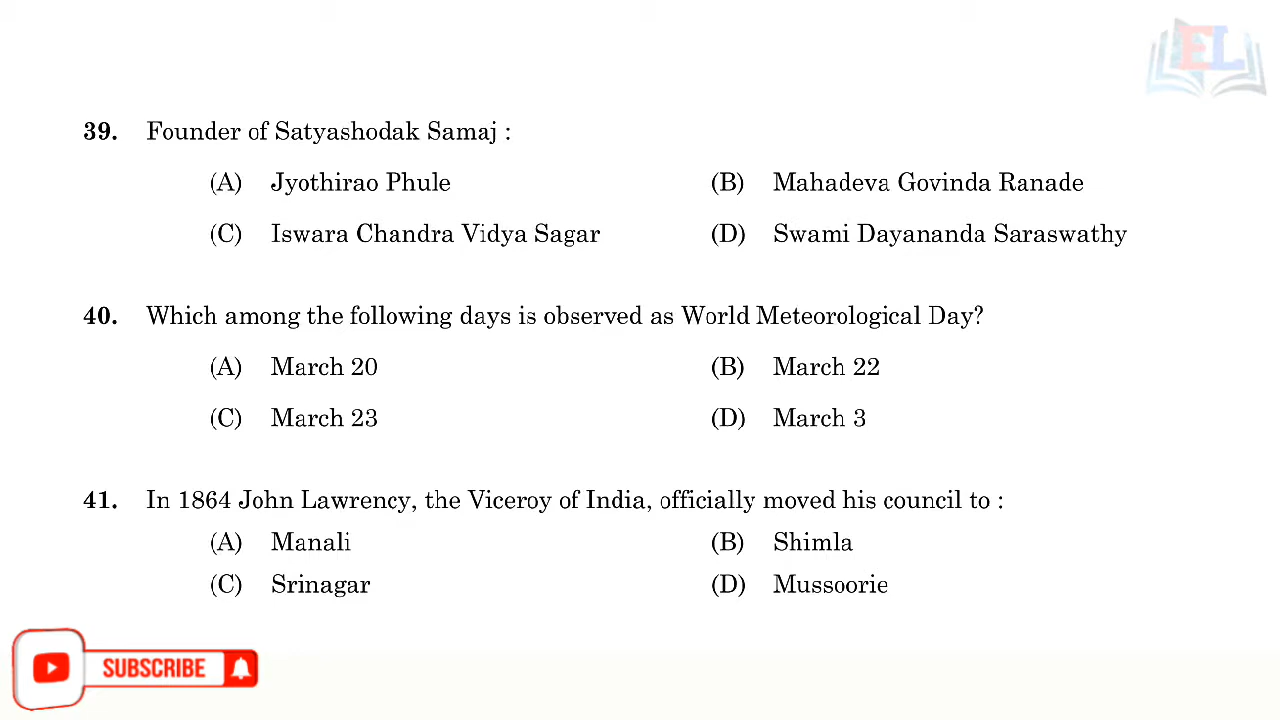 EL
39. Founder of Satyashodak Samaj :
(A) Jyothirao Phule (B) Mahadeva Govinda Ranade
(C) Iswara Chandra Vidya Sagar (D) Swami Dayananda Saraswathy
40. Which among the following days is observed as World Meteorological Day?
(A) March 20 (B) March 22
(C) March 23 (D) March 3
41. In 1864 John Lawrency, the Viceroy of India, officially moved his council to :
(A) Manali (B) Shimla
(C) Srinagar (D) Mussoorie
SUBSCRIBE